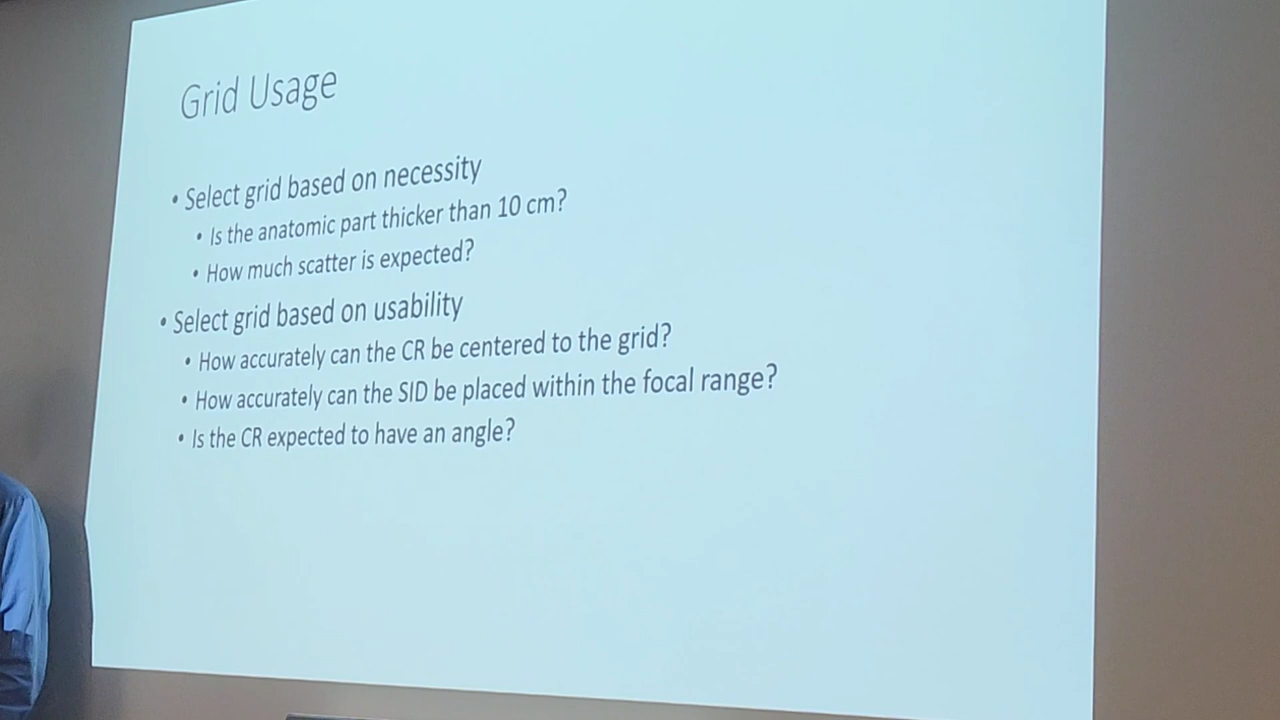 Grid Usage
• Select grid based on necessity
• Is the anatomic part thicker than 10 cm?
• How much scatter is expected?
• Select grid based on usability
• How accurately can the CR be centered to the grid?
• How accurately can the SID be placed within the focal range?
• Is the CR expected to have an angle?